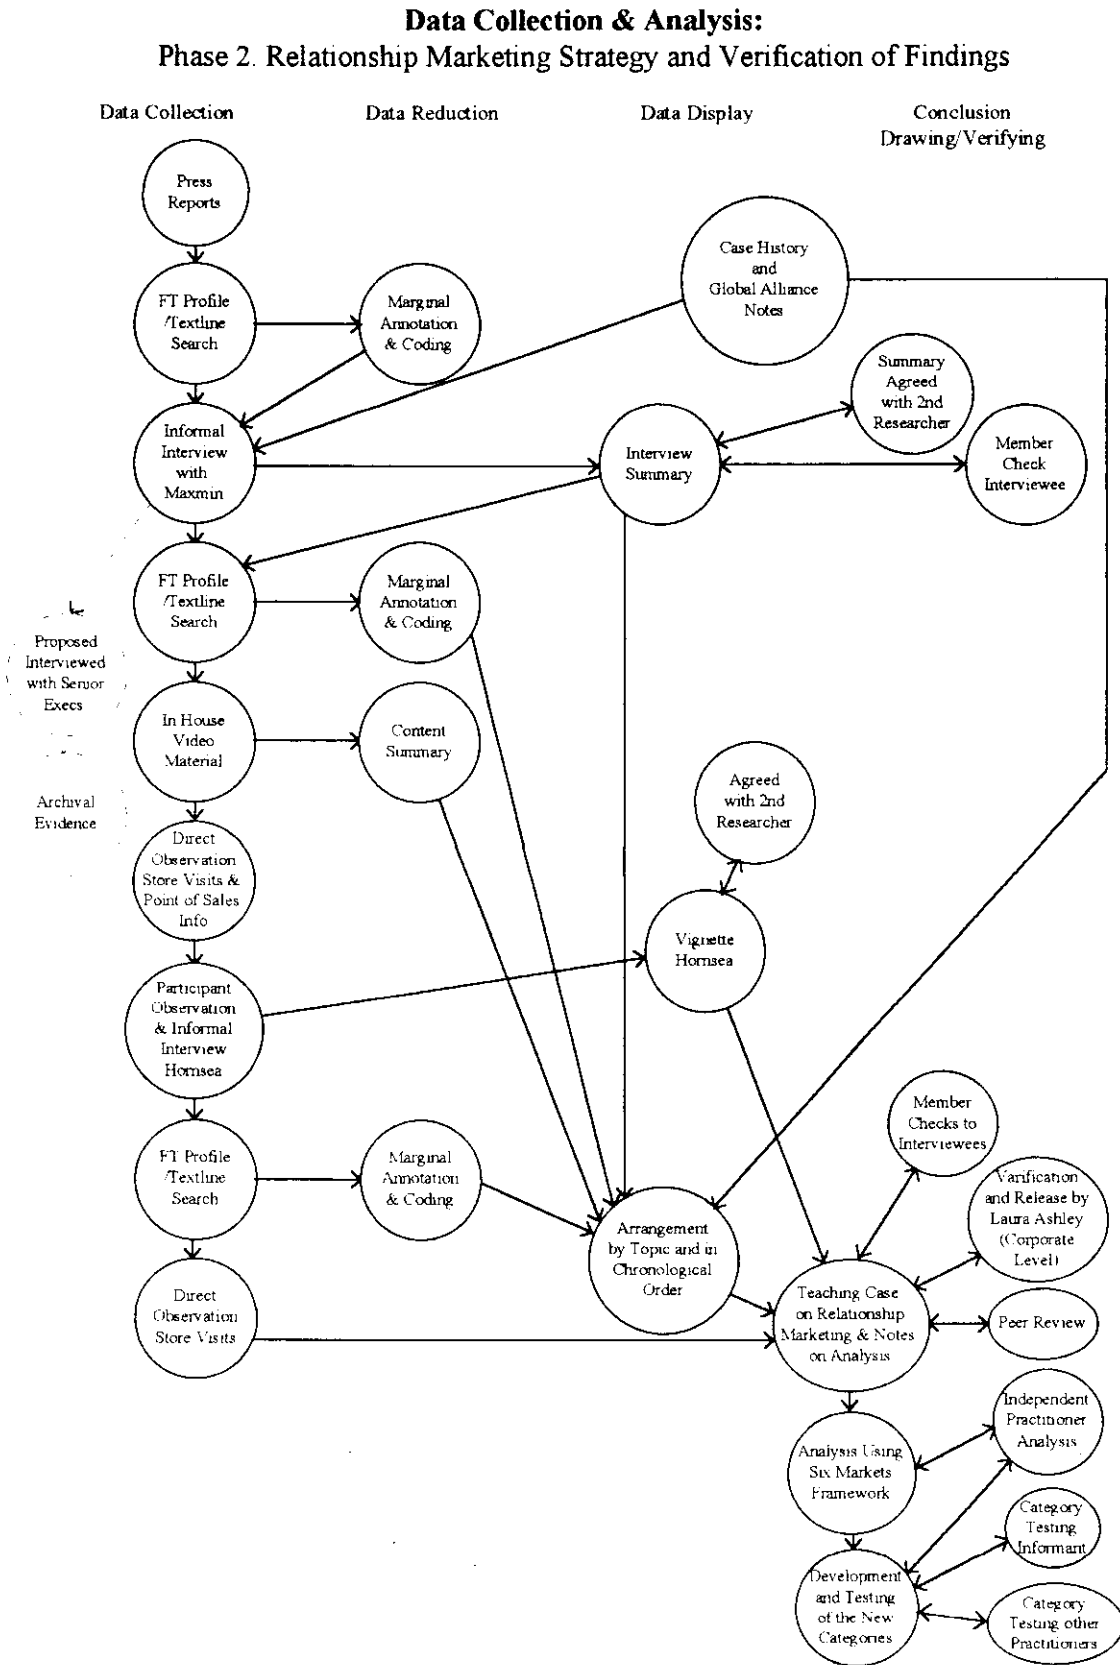 Data Collection & Analysis:
Phase 2. Relationship Marketing Strategy and Verification of Findings
Data Collection
Data Reduction
Data Display
Conclusion
Drawing/Verifying
Press
Reports
Case History
and
Global Alliance
Notes
FT Profile
/Textline
Search
Marginal
Annotation
& Coding
Summary
Agreed
with 2nd
Researcher
Informal
Interview
with
Maxmin
Interview
Summary
Member
Check
Interviewee
FT Profile
/Textline
Search
Marginal
Annotation
& Coding
Proposed
Interviewed
with Senior
Execs
In House
Video
Material
Content
Summary
Agreed
with 2nd
Researcher
Archival
Evidence
Direct
Observation
Store Visits &
Point of Sales
Info
Vignette
Hornsea
Participant
Observation
& Informal
Interview
Hornsea
Member
Checks to
Interviewees
FT Profile
/Textline
Search
Marginal
Annotation
& Coding
Varification
and Release by
Laura Ashley
(Corporate
Level)
Arrangement
by Topic and in
Chronological
Order
Direct
Observation
Store Visits
Teaching Case
on Relationship
Marketing & Notes
on Analysis
Peer Review
Independent
Practitioner
Analysis
Analysis Using
Six Markets
Framework
Category
Testing
Informant
Development
and Testing
of the New
Categories
Category
Testing other
Practitioners